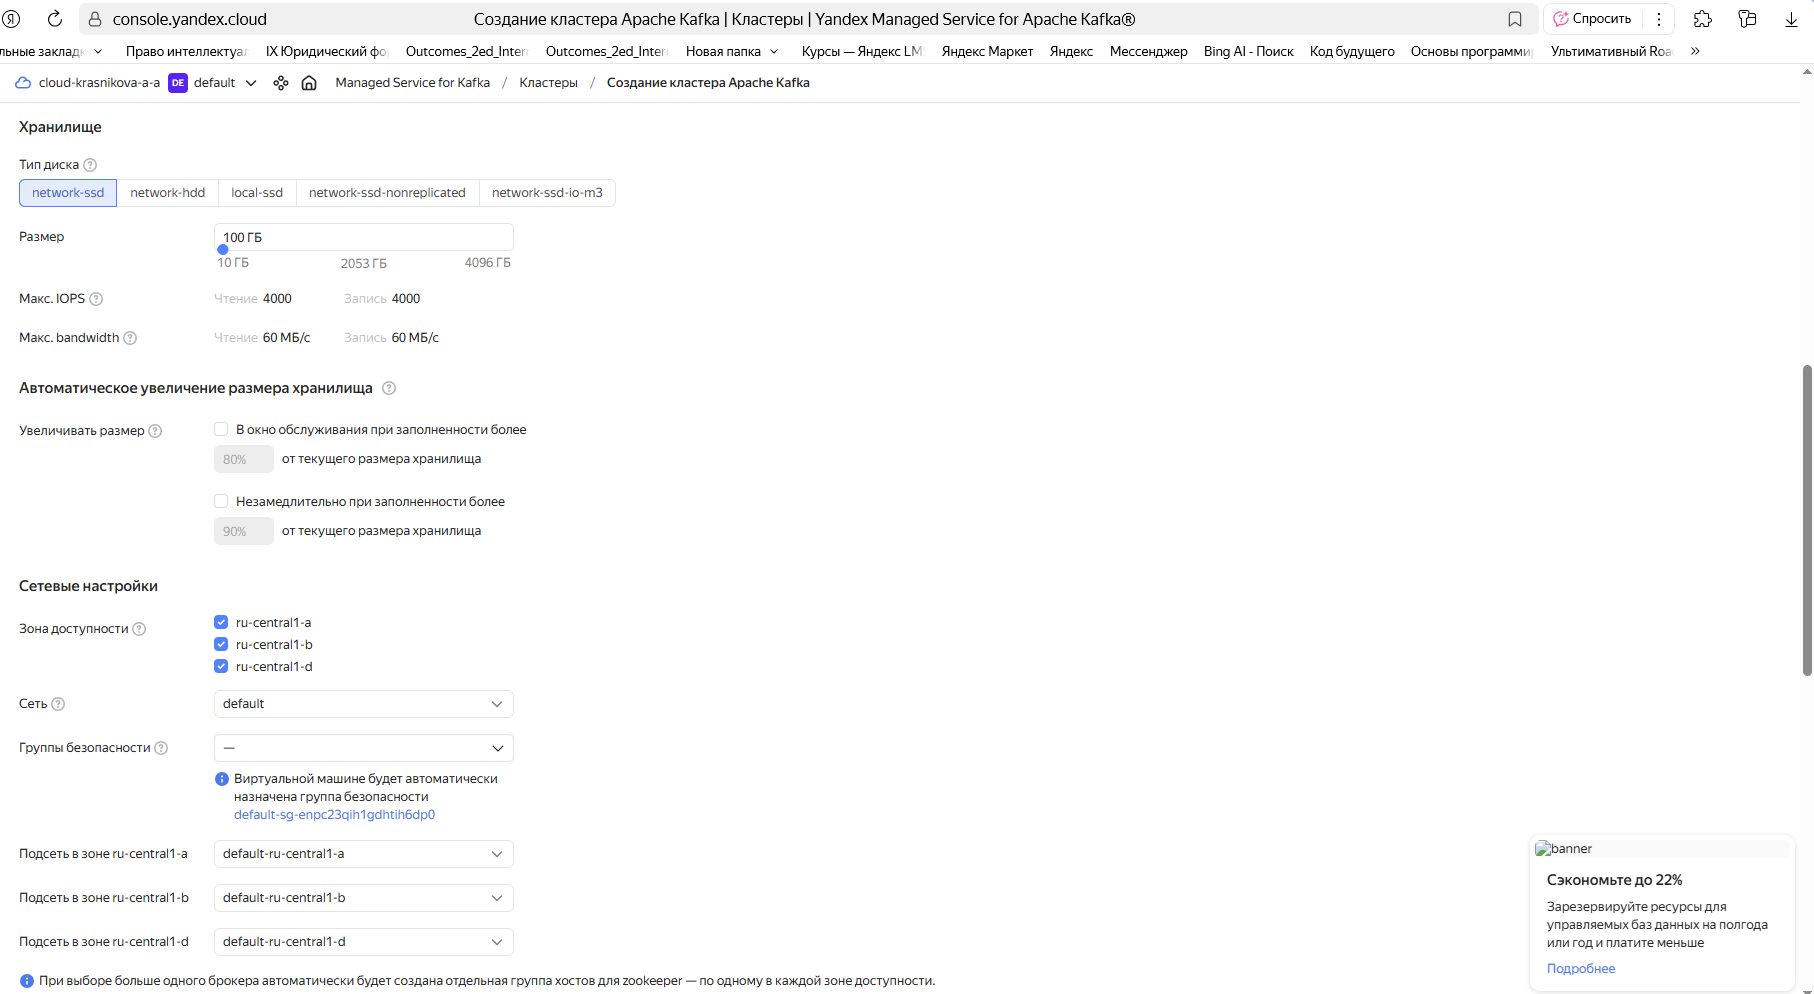 console.yandex.cloud
Создание кластера Apache Kafka | Кластеры | Yandex Managed Service for Apache Kafka®
Спросить
льные заклад
Право интеллектуал
IX Юридический фо
Outcomes_2ed_Inter
Outcomes_2ed_Inter
Новая папка
Курсы — Яндекс LM
Яндекс Маркет
Яндекс
Мессенджер
Bing AI - Поиск
Код будущего
Основы программи
Ультимативный Roa
cloud-krasnikova-a-a
DE
default
Managed Service for Kafka / Кластеры / Создание кластера Apache Kafka
Хранилище
Тип диска
network-ssd
network-hdd
local-ssd
network-ssd-nonreplicated
network-ssd-io-m3
Размер
100 ГБ
10 ГБ
2053 ГБ
4096 ГБ
Макс. IOPS
Чтение 4000
Запись 4000
Макс. bandwidth
Чтение 60 МБ/с
Запись 60 МБ/с
Автоматическое увеличение размера хранилища
Увеличивать размер
В окно обслуживания при заполненности более
80%
от текущего размера хранилища
Незамедлительно при заполненности более
90%
от текущего размера хранилища
Сетевые настройки
Зона доступности
ru-central1-a
ru-central1-b
ru-central1-d
Сеть
default
Группы безопасности
—
Виртуальной машине будет автоматически
назначена группа безопасности
default-sg-enpc23qih1gdhtih6dp0
Подсеть в зоне ru-central1-a
default-ru-central1-a
Подсеть в зоне ru-central1-b
default-ru-central1-b
Подсеть в зоне ru-central1-d
default-ru-central1-d
При выборе больше одного брокера автоматически будет создана отдельная группа хостов для zookeeper — по одному в каждой зоне доступности.
banner
Сэкономьте до 22%
Зарезервируйте ресурсы для
управляемых баз данных на полгода
или год и платите меньше
Подробнее